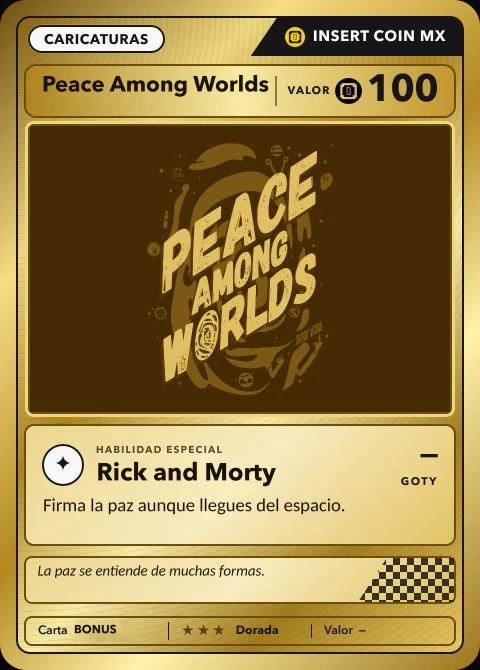 CARICATURAS
INSERT COIN MX
Peace Among Worlds
VALOR 100
PEACE
AMONG
WORLDS
HABILIDAD ESPECIAL
Rick and Morty
–
GOTY
Firma la paz aunque llegues del espacio.
La paz se entiende de muchas formas.
Carta BONUS
★ ★ ★ Dorada
Valor –